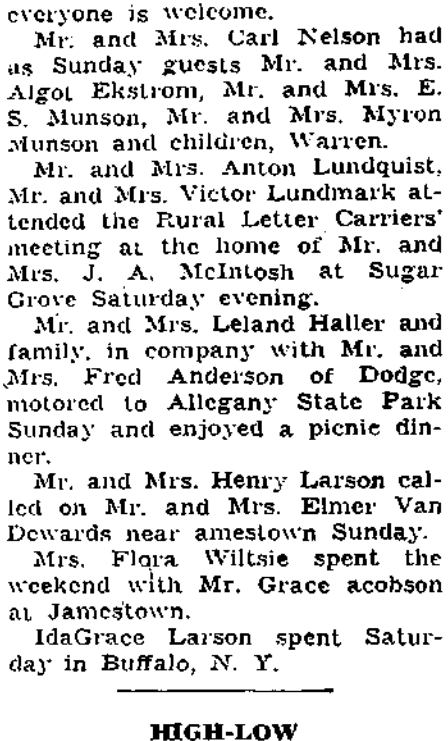 everyone is welcome.
Mr. and Mrs. Carl Nelson had
as Sunday guests Mr. and Mrs.
Algot Ekstrom, Mr. and Mrs. E.
S. Munson, Mr. and Mrs. Myron
Munson and children, Warren.
Mr. and Mrs. Anton Lundquist,
Mr. and Mrs. Victor Lundmark at-
tended the Rural Letter Carriers'
meeting at the home of Mr. and
Mrs. J. A. McIntosh at Sugar
Grove Saturday evening.
Mr. and Mrs. Leland Haller and
family, in company with Mr. and
Mrs. Fred Anderson of Dodge,
motored to Allegany State Park
Sunday and enjoyed a picnic din-
ner.
Mr. and Mrs. Henry Larson cal-
led on Mr. and Mrs. Elmer Van
Dewards near amestown Sunday.
Mrs. Flora Wiltsie spent the
weekend with Mr. Grace acobson
at Jamestown.
IdaGrace Larson spent Satur-
day in Buffalo, N. Y.
HIGH-LOW